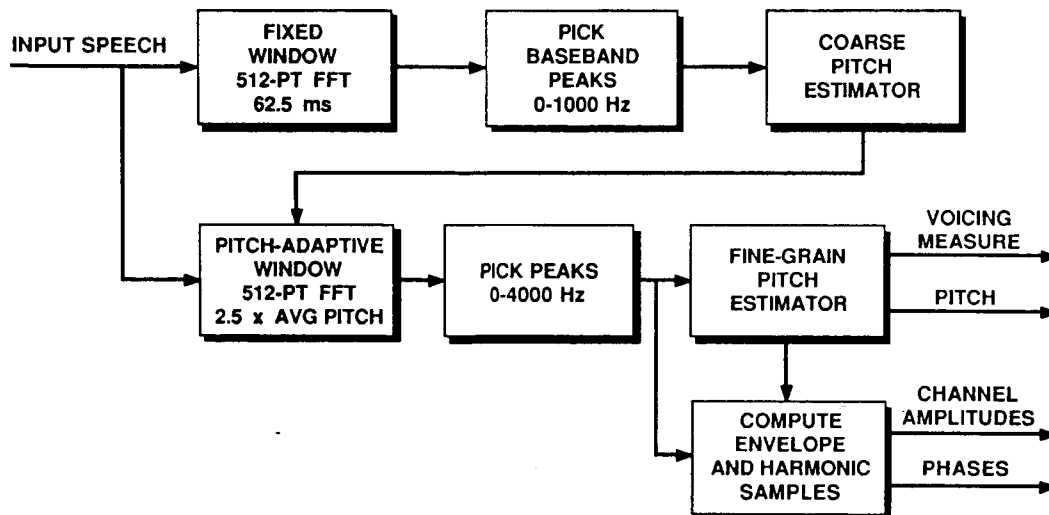 INPUT SPEECH
FIXED
WINDOW
512-PT FFT
62.5 ms
PICK
BASEBAND
PEAKS
0-1000 Hz
COARSE
PITCH
ESTIMATOR
PITCH-ADAPTIVE
WINDOW
512-PT FFT
2.5 x AVG PITCH
PICK PEAKS
0-4000 Hz
FINE-GRAIN
PITCH
ESTIMATOR
VOICING
MEASURE
PITCH
COMPUTE
ENVELOPE
AND HARMONIC
SAMPLES
CHANNEL
AMPLITUDES
PHASES